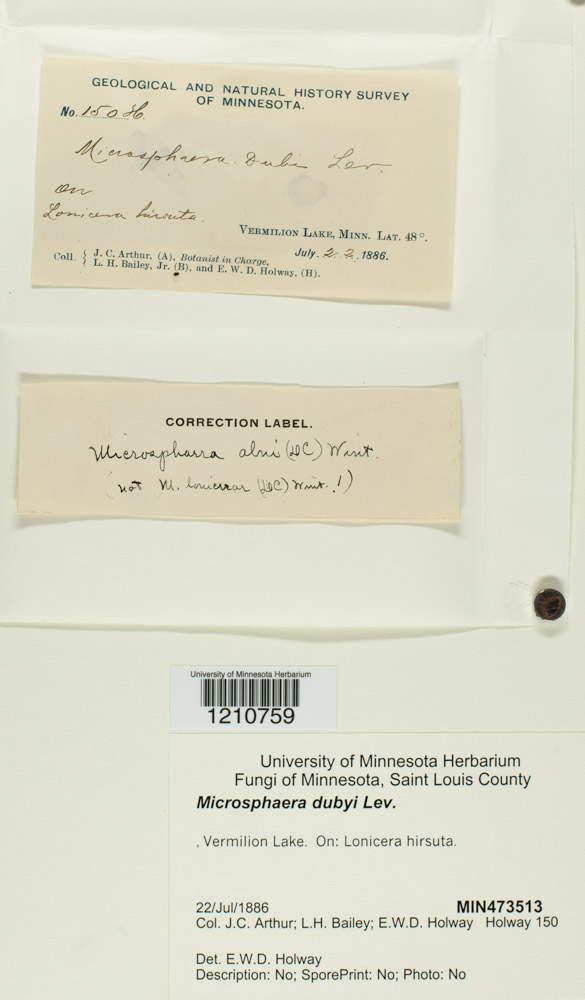 GEOLOGICAL AND NATURAL HISTORY SURVEY
OF MINNESOTA.
No. 150 H.
Microsphaera Dubii Lev.
on
Lonicera hirsuta.
VERMILION LAKE, MINN. LAT. 48°.
July 22, 1886.
Coll. { J. C. Arthur, (A), Botanist in Charge,
L. H. Bailey, Jr. (B), and E. W. D. Holway, (H).
CORRECTION LABEL.
Microsphaera alni (DC) Wint.
(not M. lonicerae (DC) Wint. !)
University of Minnesota Herbarium
1210759
University of Minnesota Herbarium
Fungi of Minnesota, Saint Louis County
Microsphaera dubyi Lev.
, Vermilion Lake. On: Lonicera hirsuta.
22/Jul/1886 MIN473513
Col. J.C. Arthur; L.H. Bailey; E.W.D. Holway Holway 150
Det. E.W.D. Holway
Description: No; SporePrint: No; Photo: No